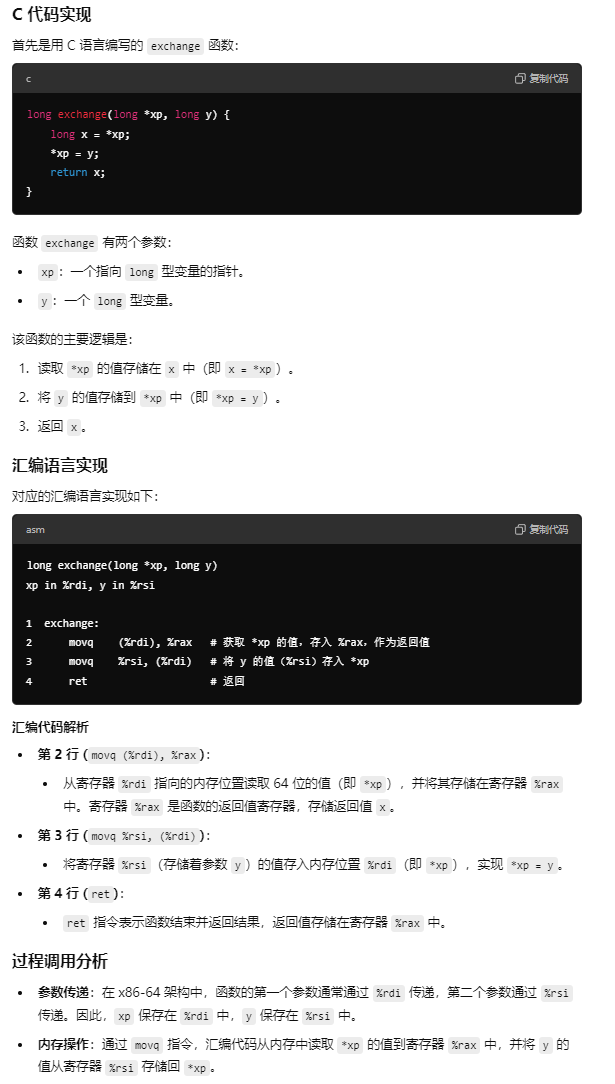 C 代码实现
首先是用 C 语言编写的 exchange 函数：
c
复制代码
long exchange(long *xp, long y) {
    long x = *xp;
    *xp = y;
    return x;
}
函数 exchange 有两个参数：
• xp：一个指向 long 型变量的指针。
• y：一个 long 型变量。
该函数的主要逻辑是：
1. 读取 *xp 的值存储在 x 中（即 x = *xp）。
2. 将 y 的值存储到 *xp 中（即 *xp = y）。
3. 返回 x。
汇编语言实现
对应的汇编语言实现如下：
asm
复制代码
long exchange(long *xp, long y)
xp in %rdi, y in %rsi
1  exchange:
2      movq    (%rdi), %rax   # 获取 *xp 的值，存入 %rax，作为返回值
3      movq    %rsi, (%rdi)   # 将 y 的值（%rsi）存入 *xp
4      ret                    # 返回
汇编代码解析
• 第 2 行 (movq (%rdi), %rax)：
• 从寄存器 %rdi 指向的内存位置读取 64 位的值（即 *xp），并将其存储在寄存器 %rax
中。寄存器 %rax 是函数的返回值寄存器，存储返回值 x。
• 第 3 行 (movq %rsi, (%rdi))：
• 将寄存器 %rsi（存储着参数 y）的值存入内存位置 %rdi（即 *xp），实现 *xp = y。
• 第 4 行 (ret)：
• ret 指令表示函数结束并返回结果，返回值存储在寄存器 %rax 中。
过程调用分析
• 参数传递：在 x86-64 架构中，函数的第一个参数通常通过 %rdi 传递，第二个参数通过 %rsi
传递。因此，xp 保存在 %rdi 中，y 保存在 %rsi 中。
• 内存操作：通过 movq 指令，汇编代码从内存中读取 *xp 的值到寄存器 %rax 中，并将 y 的
值从寄存器 %rsi 存储回 *xp。